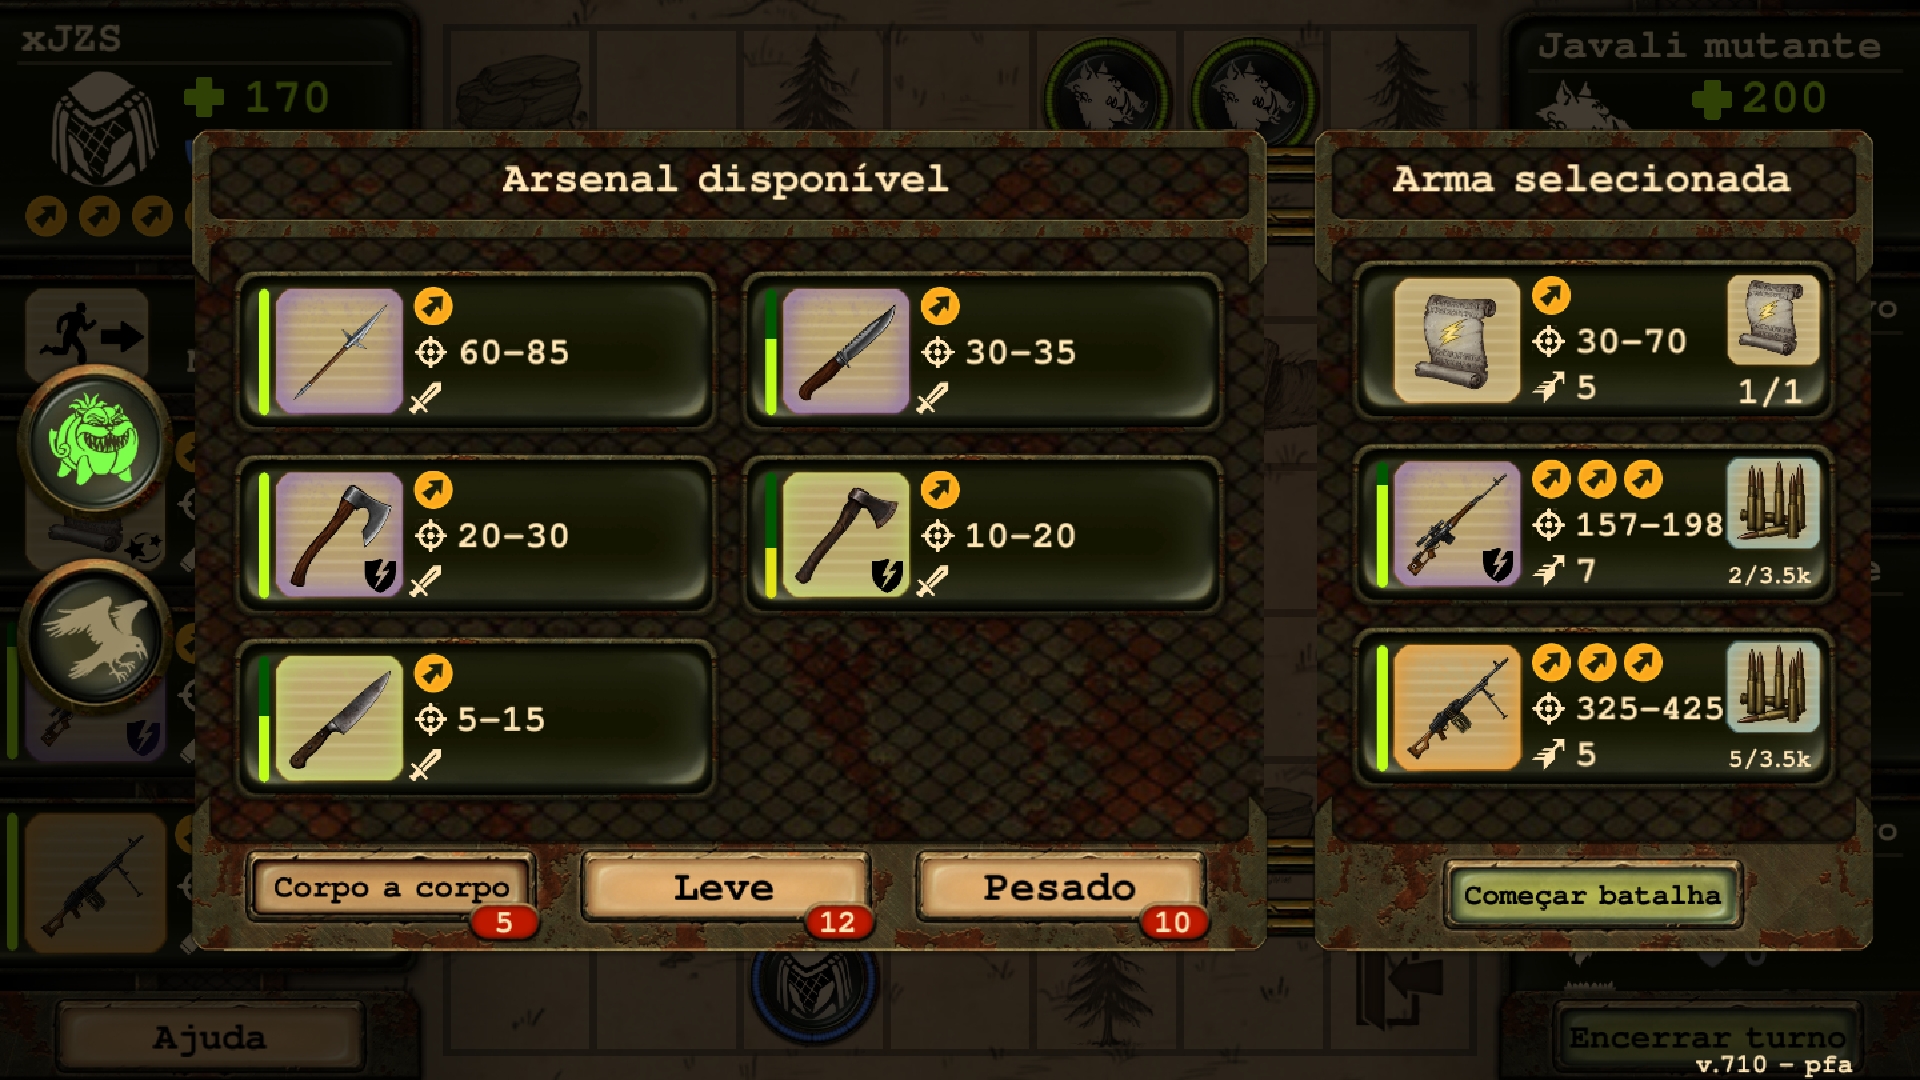 xJZS
170
Javali mutante
200
Arsenal disponível
Arma selecionada
60-85
30-35
30-70
5
1/1
20-30
10-20
157-198
7
2/3.5k
5-15
325-425
5
5/3.5k
Corpo a corpo
5
Leve
12
Pesado
10
Começar batalha
Ajuda
Encerrar turno
v.710 - pfa